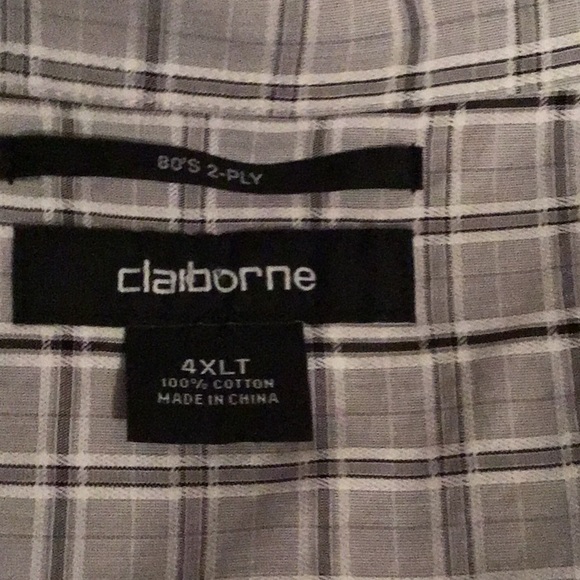 80'S 2-PLY
claiborne
4XLT
100% COTTON
MADE IN CHINA